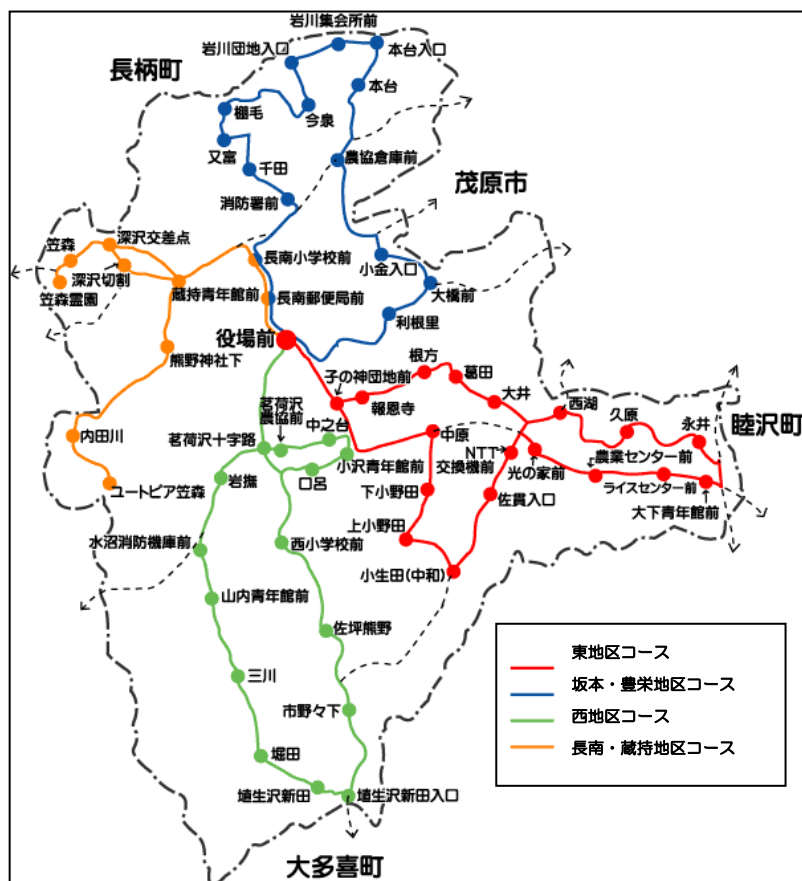 岩川集会所前
岩川団地入口
本台入口
長柄町
本台
棚毛
今泉
又富
千田
農協倉庫前
消防署前
茂原市
深沢交差点
笠森
長南小学校前
小金入口
深沢切割
笠森霊園
蔵持青年館前
長南郵便局前
大橋前
利根里
役場前
熊野神社下
根方
子の神団地前
葛田
報恩寺
大井
西湖
久原
永井
睦沢町
茗荷沢
農協前
中之台
茗荷沢十字路
小沢青年館前
中原
NTT
交換機前
光の家前
農業センター前
ライスセンター前
大下青年館前
内田川
口呂
岩撫
下小野田
佐貫入口
ユートピア笠森
上小野田
水沼消防機庫前
西小学校前
小生田(中和)
山内青年館前
佐坪熊野
三川
市野々下
堀田
埴生沢新田
埴生沢新田入口
大多喜町
東地区コース
坂本・豊栄地区コース
西地区コース
長南・蔵持地区コース